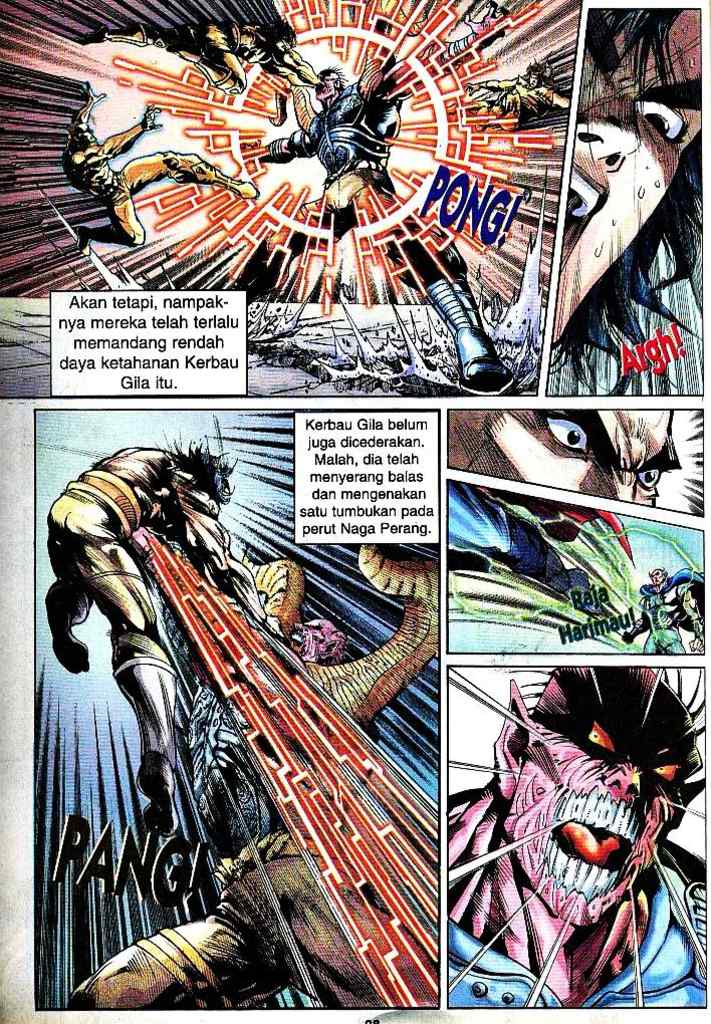 PONG!
Akan tetapi, nampak-
nya mereka telah terlalu
memandang rendah
daya ketahanan Kerbau
Gila itu.
Argh!
Kerbau Gila belum
juga dicederakan.
Malah, dia telah
menyerang balas
dan mengenakan
satu tumbukan pada
perut Naga Perang.
PANG!
Raja
Harimau!